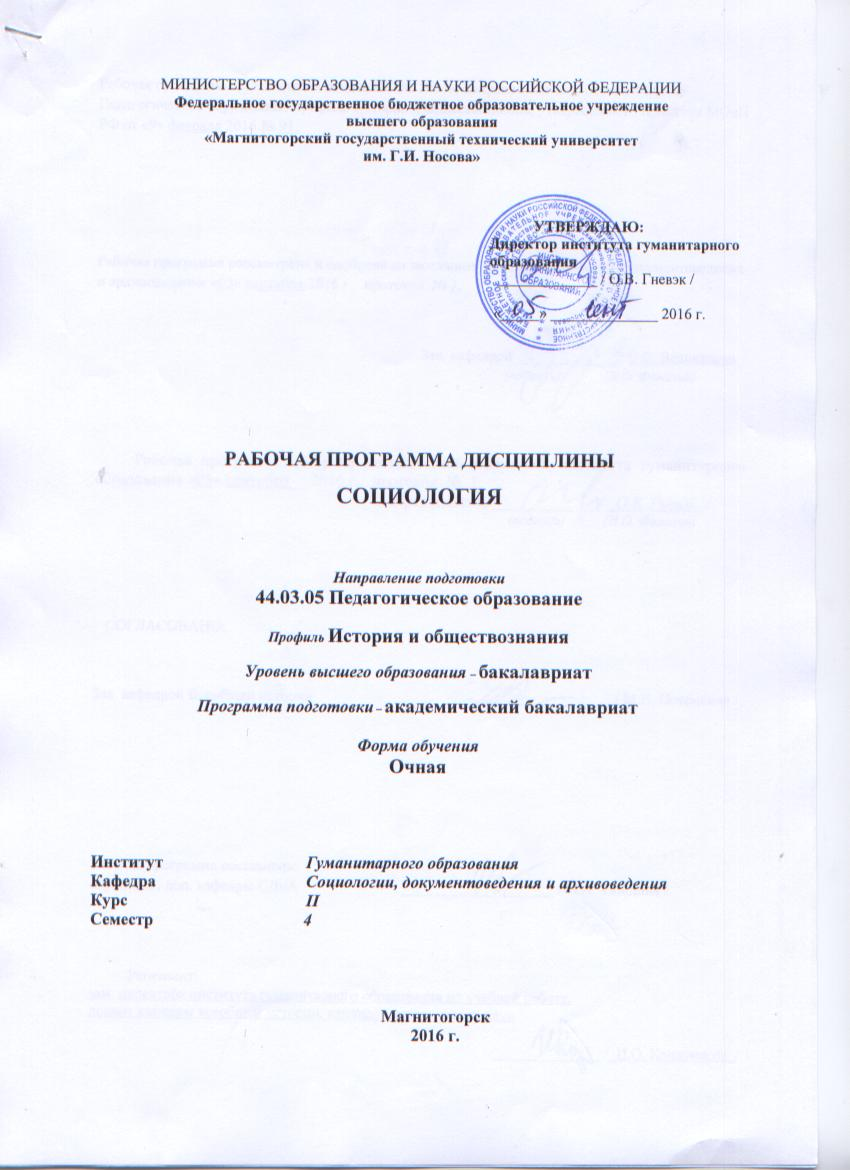 МИНИСТЕРСТВО ОБРАЗОВАНИЯ И НАУКИ РОССИЙСКОЙ ФЕДЕРАЦИИ
Федеральное государственное бюджетное образовательное учреждение
высшего образования
«Магнитогорский государственный технический университет
им. Г.И. Носова»
УТВЕРЖДАЮ:
Директор института гуманитарного
образования
/ О.В. Гневэк /
« 05 » сент 2016 г.
РАБОЧАЯ ПРОГРАММА ДИСЦИПЛИНЫ
СОЦИОЛОГИЯ
Направление подготовки
44.03.05 Педагогическое образование
Профиль История и обществознания
Уровень высшего образования – бакалавриат
Программа подготовки – академический бакалавриат
Форма обучения
Очная
Институт Гуманитарного образования
Кафедра Социологии, документоведения и архивоведения
Курс II
Семестр 4
Магнитогорск
2016 г.